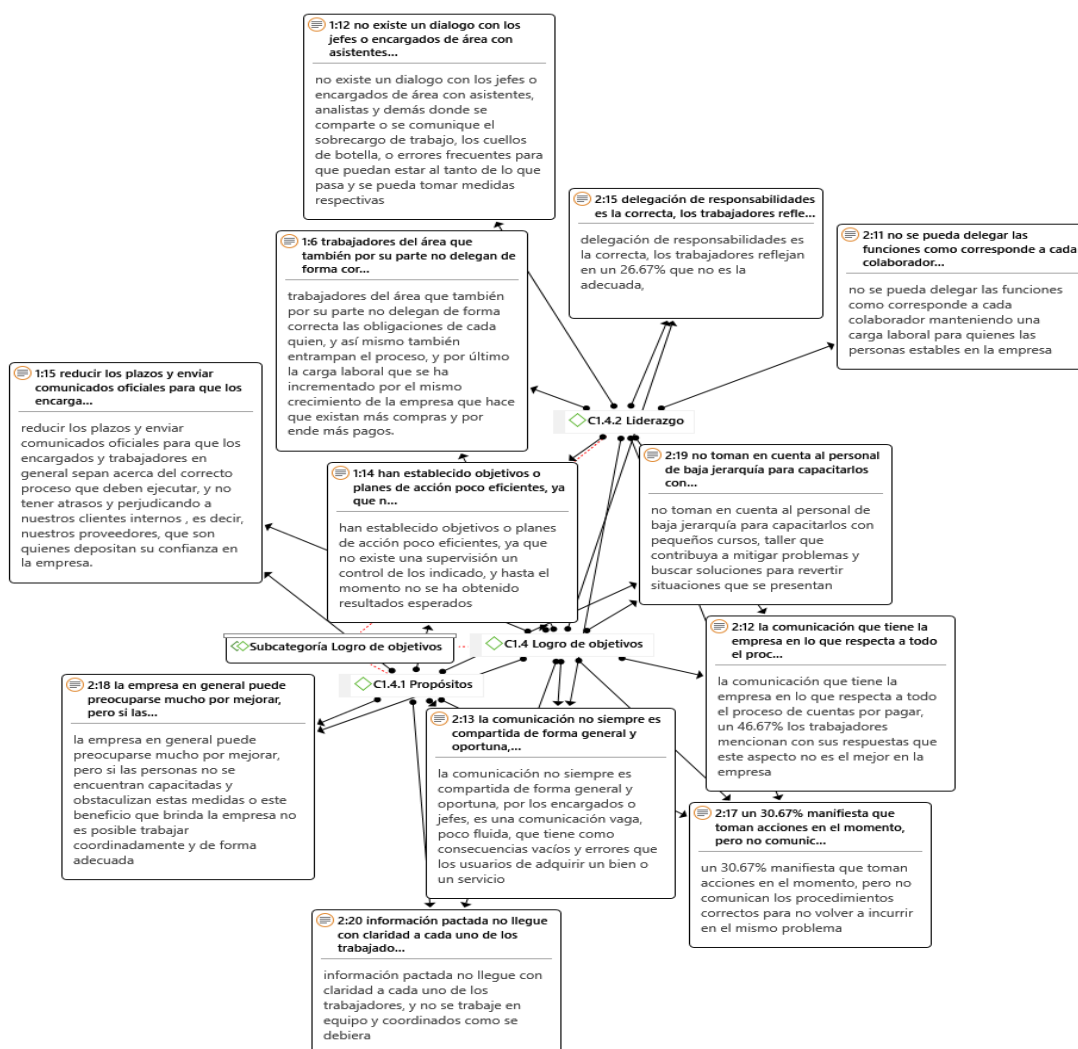 1:12 no existe un dialogo con los
jefes o encargados de área con
asistentes...
no existe un dialogo con los jefes o
encargados de área con asistentes,
analistas y demás donde se
comparte o se comunique el
sobrecargo de trabajo, los cuellos
de botella, o errores frecuentes para
que puedan estar al tanto de lo que
pasa y se pueda tomar medidas
respectivas
2:15 delegación de responsabilidades
es la correcta, los trabajadores refle...
delegación de responsabilidades es
la correcta, los trabajadores reflejan
en un 26.67% que no es la
adecuada,
2:11 no se pueda delegar las
funciones como corresponde a cada
colaborador...
no se pueda delegar las funciones
como corresponde a cada
colaborador manteniendo una
carga laboral para quienes las
personas estables en la empresa
1:6 trabajadores del área que
también por su parte no delegan de
forma cor...
trabajadores del área que también
por su parte no delegan de forma
correcta las obligaciones de cada
quien, y así mismo también
entrampan el proceso, y por último
la carga laboral que se ha
incrementado por el mismo
crecimiento de la empresa que hace
que existan más compras y por
ende más pagos.
1:15 reducir los plazos y enviar
comunicados oficiales para que los
encarga...
reducir los plazos y enviar
comunicados oficiales para que los
encargados y trabajadores en
general sepan acerca del correcto
proceso que deben ejecutar, y no
tener atrasos y perjudicando a
nuestros clientes internos , es decir,
nuestros proveedores, que son
quienes depositan su confianza en
la empresa.
C1.4.2 Liderazgo
1:14 han establecido objetivos o
planes de acción poco eficientes, ya
que n...
han establecido objetivos o planes
de acción poco eficientes, ya que
no existe una supervisión un
control de los indicado, y hasta el
momento no se ha obtenido
resultados esperados
2:19 no toman en cuenta al personal
de baja jerarquía para capacitarlos
con...
no toman en cuenta al personal de
baja jerarquía para capacitarlos con
pequeños cursos, taller que
contribuya a mitigar problemas y
buscar soluciones para revertir
situaciones que se presentan
Subcategoría Logro de objetivos
C1.4 Logro de objetivos
C1.4.1 Propósitos
2:12 la comunicación que tiene la
empresa en lo que respecta a todo
el proc...
la comunicación que tiene la
empresa en lo que respecta a todo
el proceso de cuentas por pagar,
un 46.67% los trabajadores
mencionan con sus respuestas que
este aspecto no es el mejor en la
empresa
2:18 la empresa en general puede
preocuparse mucho por mejorar,
pero si las...
la empresa en general puede
preocuparse mucho por mejorar,
pero si las personas no se
encuentran capacitadas y
obstaculizan estas medidas o este
beneficio que brinda la empresa no
es posible trabajar
coordinadamente y de forma
adecuada
2:13 la comunicación no siempre es
compartida de forma general y
oportuna,...
la comunicación no siempre es
compartida de forma general y
oportuna, por los encargados o
jefes, es una comunicación vaga,
poco fluida, que tiene como
consecuencias vacíos y errores que
los usuarios de adquirir un bien o
un servicio
2:17 un 30.67% manifiesta que
toman acciones en el momento,
pero no comunic...
un 30.67% manifiesta que toman
acciones en el momento, pero no
comunican los procedimientos
correctos para no volver a incurrir
en el mismo problema
2:20 información pactada no llegue
con claridad a cada uno de los
trabajado...
información pactada no llegue con
claridad a cada uno de los
trabajadores, y no se trabaje en
equipo y coordinados como se
debiera